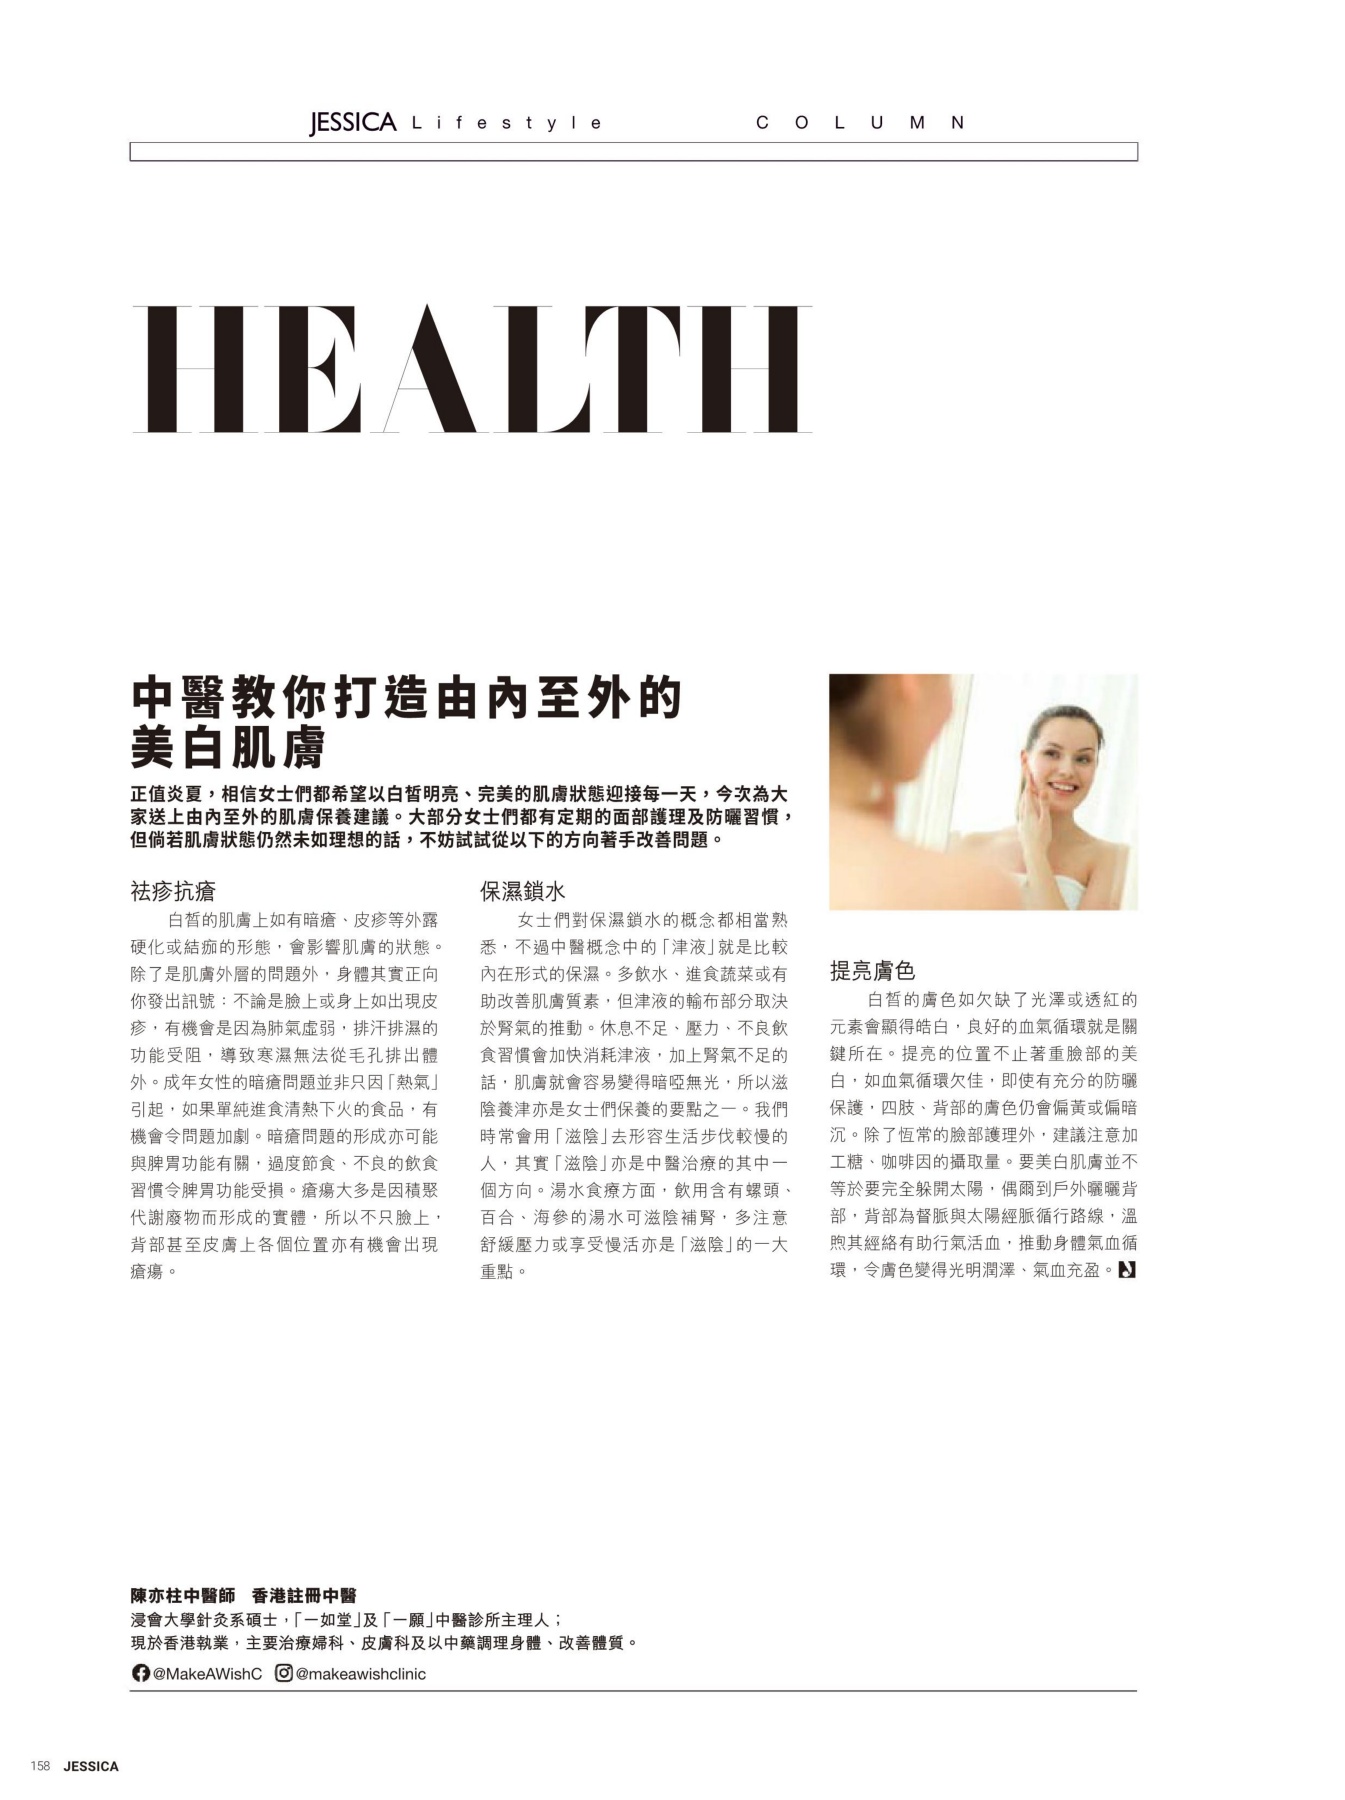 JESSICA Lifestyle COLUMN
HEALTH
中醫教你打造由內至外的
美白肌膚
正值炎夏，相信女士們都希望以白皙明亮、完美的肌膚狀態迎接每一天，今次為大
家送上由內至外的肌膚保養建議。大部分女士們都有定期的面部護理及防曬習慣，
但倘若肌膚狀態仍然未如理想的話，不妨試試從以下的方向著手改善問題。
祛疹抗瘡
白皙的肌膚上如有暗瘡、皮疹等外露
硬化或結痂的形態，會影響肌膚的狀態。
除了是肌膚外層的問題外，身體其實正向
你發出訊號：不論是臉上或身上如出現皮
疹，有機會是因為肺氣虛弱，排汗排濕的
功能受阻，導致寒濕無法從毛孔排出體
外。成年女性的暗瘡問題並非只因「熱氣」
引起，如果單純進食清熱下火的食品，有
機會令問題加劇。暗瘡問題的形成亦可能
與脾胃功能有關，過度節食、不良的飲食
習慣令脾胃功能受損。瘡瘍大多是因積聚
代謝廢物而形成的實體，所以不只臉上，
背部甚至皮膚上各個位置亦有機會出現
瘡瘍。
保濕鎖水
女士們對保濕鎖水的概念都相當熟
悉，不過中醫概念中的「津液」就是比較
內在形式的保濕。多飲水、進食蔬菜或有
助改善肌膚質素，但津液的輸布部分取決
於腎氣的推動。休息不足、壓力、不良飲
食習慣會加快消耗津液，加上腎氣不足的
話，肌膚就會容易變得暗啞無光，所以滋
陰養津亦是女士們保養的要點之一。我們
時常會用「滋陰」去形容生活步伐較慢的
人，其實「滋陰」亦是中醫治療的其中一
個方向。湯水食療方面，飲用含有螺頭、
百合、海參的湯水可滋陰補腎，多注意
舒緩壓力或享受慢活亦是「滋陰」的一大
重點。
提亮膚色
白皙的膚色如欠缺了光澤或透紅的
元素會顯得皓白，良好的血氣循環就是關
鍵所在。提亮的位置不止著重臉部的美
白，如血氣循環欠佳，即使有充分的防曬
保護，四肢、背部的膚色仍會偏黃或偏暗
沉。除了恆常的臉部護理外，建議注意加
工糖、咖啡因的攝取量。要美白肌膚並不
等於要完全躲開太陽，偶爾到戶外曬曬背
部，背部為督脈與太陽經脈循行路線，溫
煦其經絡有助行氣活血，推動身體氣血循
環，令膚色變得光明潤澤、氣血充盈。
陳亦柱中醫師 香港註冊中醫
浸會大學針灸系碩士，「一如堂」及「一願」中醫診所主理人；
現於香港執業，主要治療婦科、皮膚科及以中藥調理身體、改善體質。
@MakeAWishC @makeawishclinic
158 JESSICA